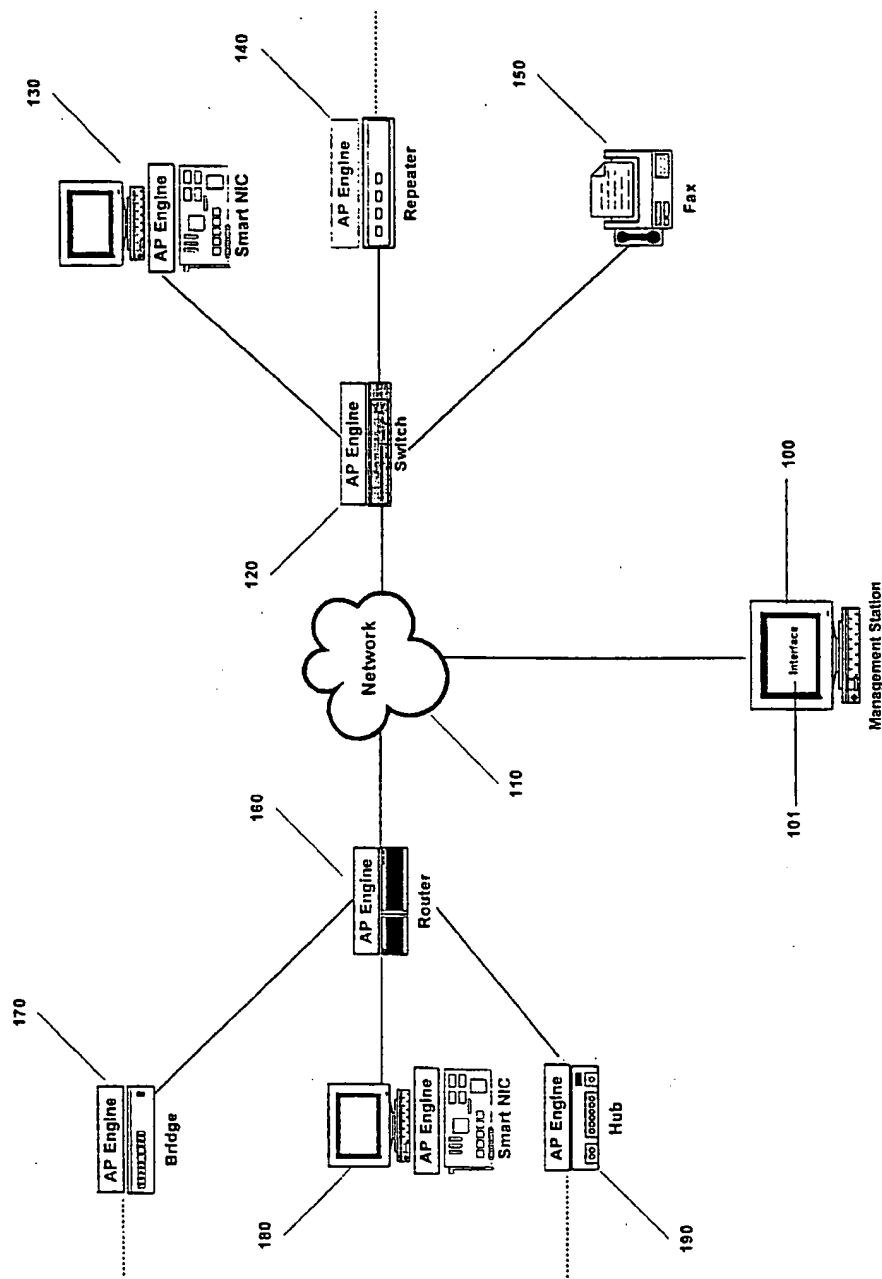 130
140
150
AP Engine
Smart NIC
AP Engine
Repeater
Fax
AP Engine
Switch
120
100
Network
Interface
Management Station
110
101
160
AP Engine
Router
170
AP Engine
Bridge
AP Engine
Smart NIC
180
AP Engine
Hub
190